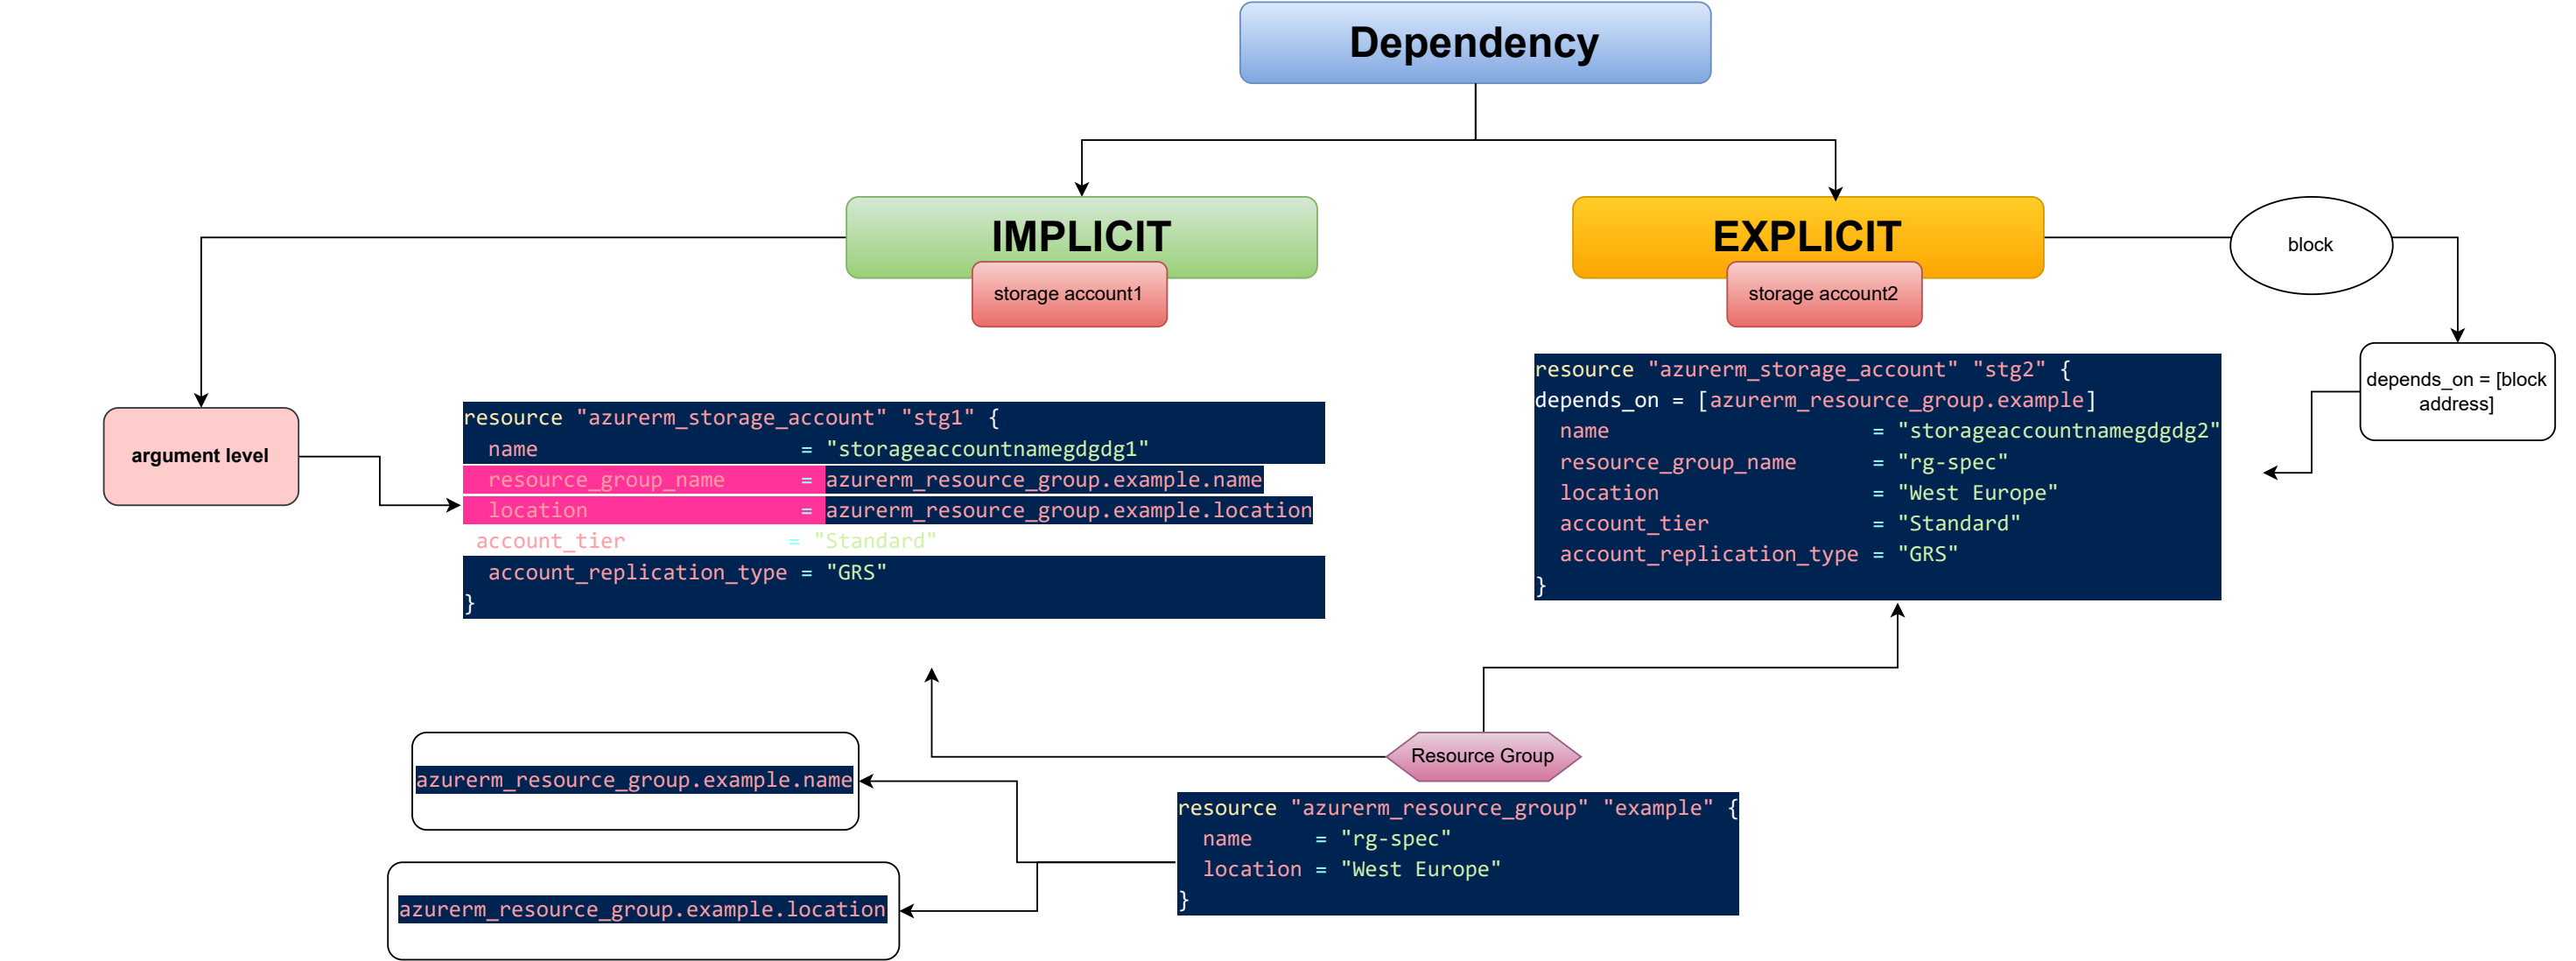 Dependency
IMPLICIT
storage account1
EXPLICIT
storage account2
block
depends_on = [block
address]
argument level
resource "azurerm_storage_account" "stg1" {
  name                     = "storageaccountnamegdgdg1"
  resource_group_name      = azurerm_resource_group.example.name
  location                 = azurerm_resource_group.example.location
 account_tier             = "Standard"
  account_replication_type = "GRS"
}
resource "azurerm_storage_account" "stg2" {
depends_on = [azurerm_resource_group.example]
  name                     = "storageaccountnamegdgdg2"
  resource_group_name      = "rg-spec"
  location                 = "West Europe"
  account_tier             = "Standard"
  account_replication_type = "GRS"
}
Resource Group
azurerm_resource_group.example.name
azurerm_resource_group.example.location
resource "azurerm_resource_group" "example" {
  name     = "rg-spec"
  location = "West Europe"
}